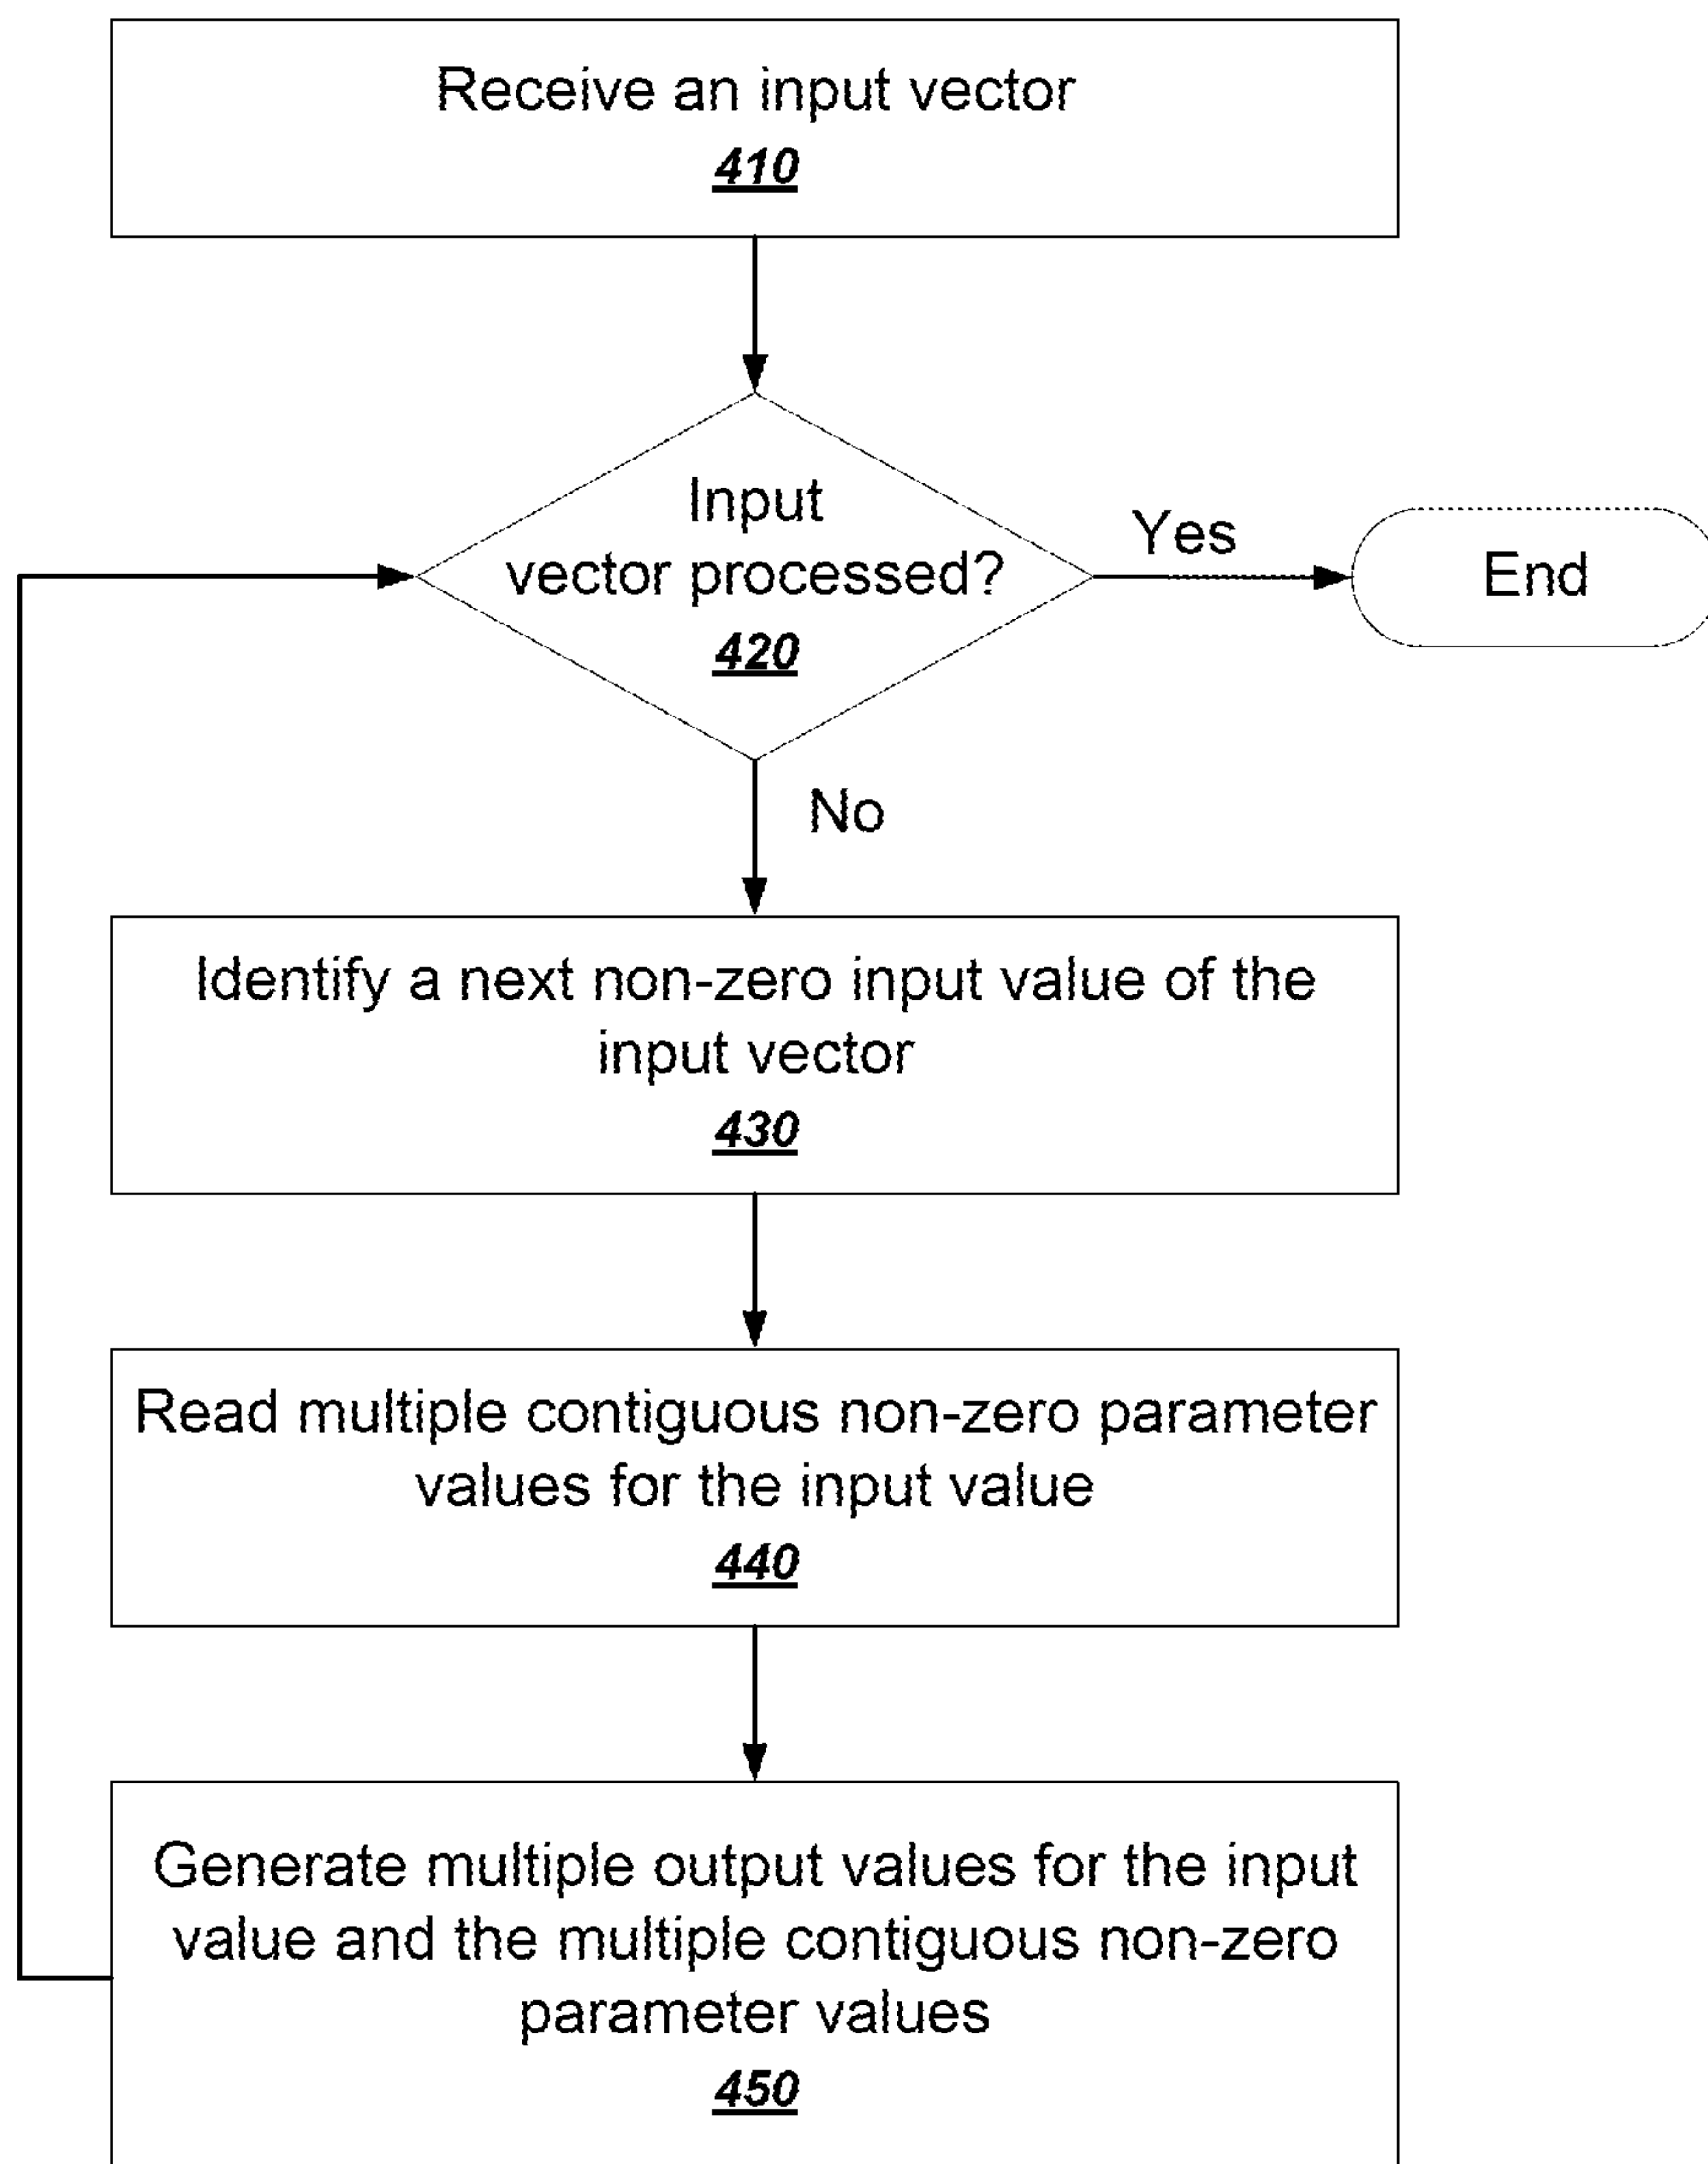 Receive an input vector
410
Input
vector processed?
420
Yes
End
No
Identify a next non-zero input value of the
input vector
430
Read multiple contiguous non-zero parameter
values for the input value
440
Generate multiple output values for the input
value and the multiple contiguous non-zero
parameter values
450